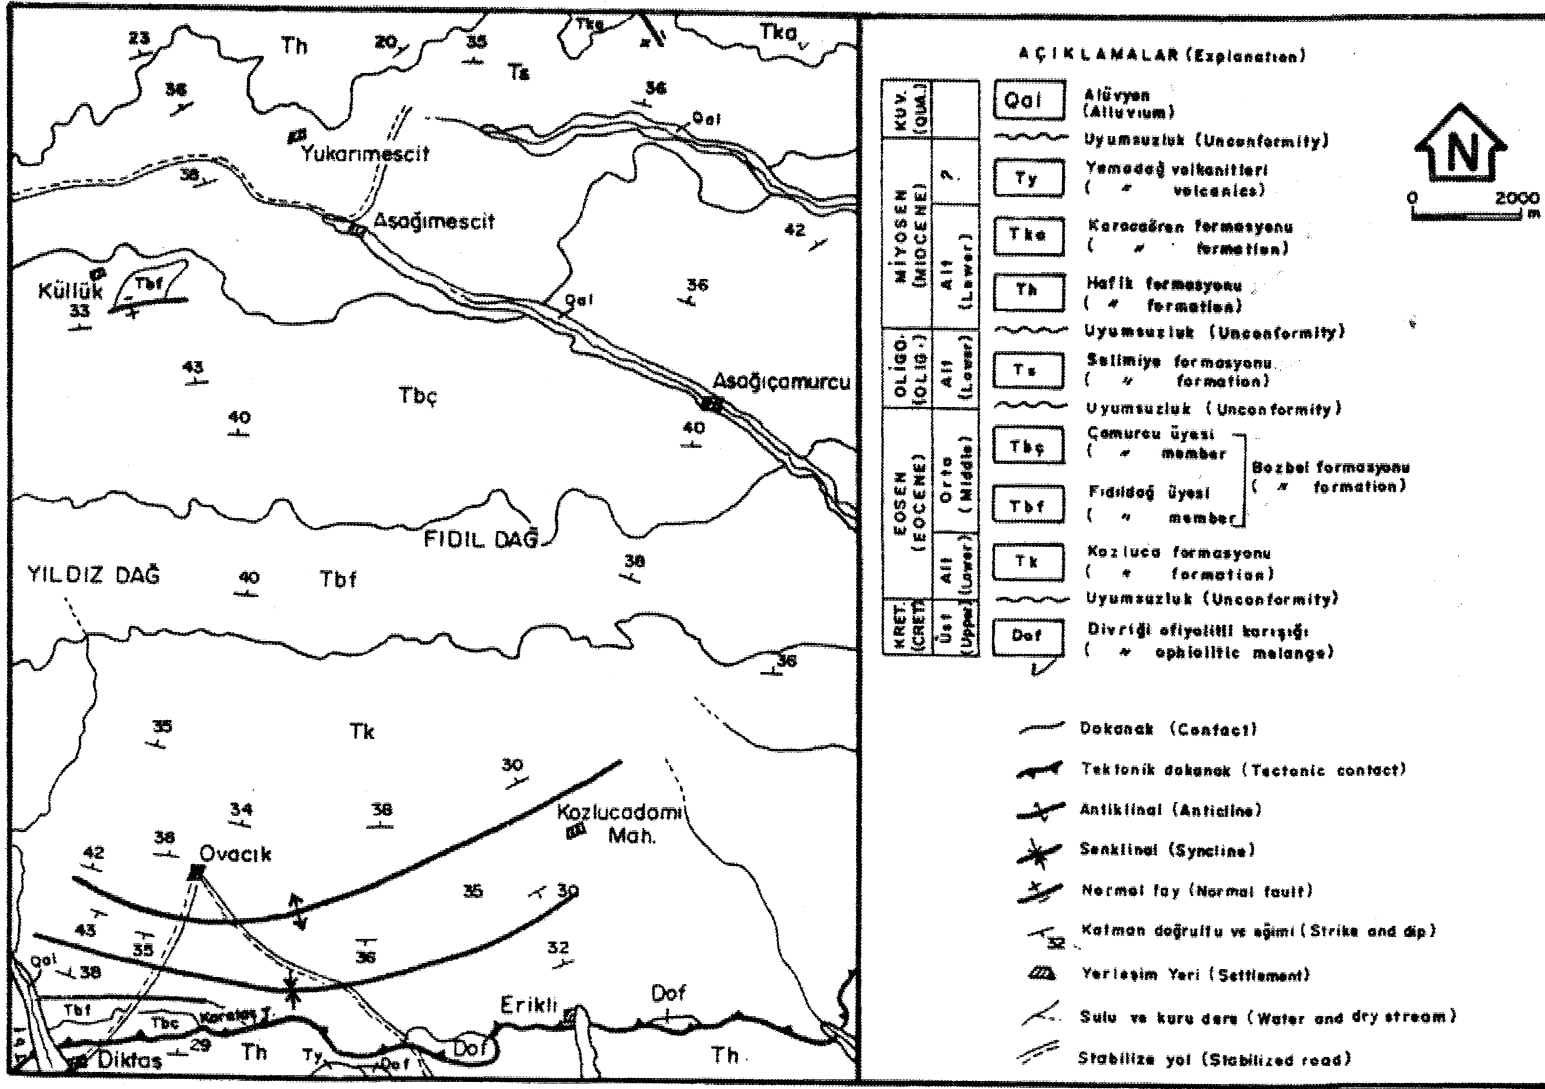 23
Th
20
35
Tka
Tka
Ts
36
36
Qal
Yukarımescit
38
Aşağımescit
42
Küllük
Tbf
33
36
Qal
43
Tbç
Aşağıçamurcu
40
40
FIDIL DAĞ
YILDIZ DAĞ
40
Tbf
38
36
35
Tk
30
34
38
Kozlucadamı
Mah.
38
Ovacık
42
35
30
43
35
36
32
Qal
38
Erikli
Dof
Tbf
Tbç
Karataş T.
Diktaş
29
Th
Ty
Dof
Dof
Th
AÇIKLAMALAR (Explanation)
KUV.
(QUA.)
Qal
Alüvyon
(Alluvium)
Uyumsuzluk (Unconformity)
MİYOSEN
(MIOCENE)
?
Ty
Yamadağ volkanitleri
( " volcanics)
Alt
(Lower)
Tka
Karacaören formasyonu
( " formation)
Th
Hafik formasyonu
( " formation)
Uyumsuzluk (Unconformity)
OLİGO.
(OLIG.)
Alt
(Lower)
Ts
Selimiye formasyonu
( " formation)
Uyumsuzluk (Unconformity)
EOSEN
(EOCENE)
Orta
(Middle)
Tbç
Çamurcu üyesi
( " member
Bozbel formasyonu
( " formation)
Tbf
Fıdıldağ üyesi
( " member
Alt
(Lower)
Tk
Kozluca formasyonu
( " formation)
Uyumsuzluk (Unconformity)
KRET.
(CRET)
Üst
(Upper)
Dof
Divriği ofiyolitli karışığı
( " ophiolitic melange)
N
0 2000
m
Dokanak (Contact)
Tektonik dokanak (Tectonic contact)
Antiklinal (Anticline)
Senklinal (Syncline)
Normal fay (Normal fault)
32
Katman doğrultu ve eğimi (Strike and dip)
Yerleşim Yeri (Settlement)
Sulu ve kuru dere (Water and dry stream)
Stabilize yol (Stabilized road)